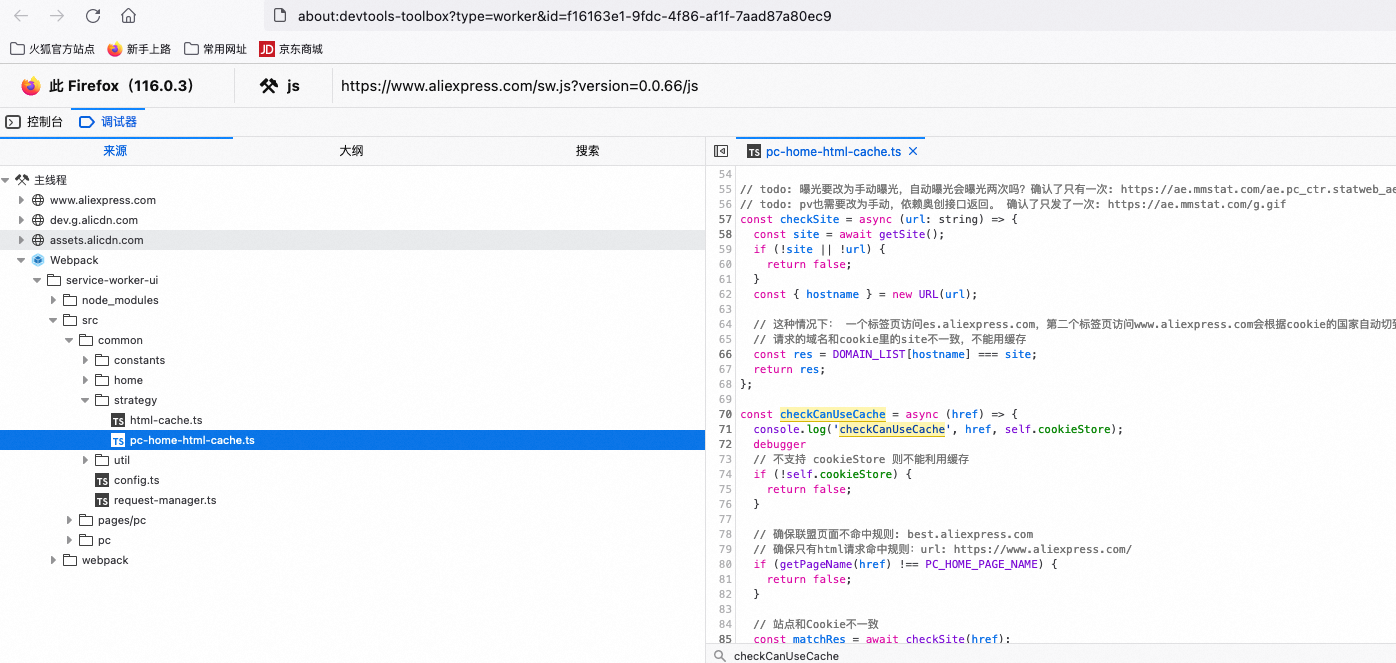 about:devtools-toolbox?type=worker&id=f16163e1-9fdc-4f86-af1f-7aad87a80ec9
火狐官方站点 新手上路 常用网址 JD 京东商城
此 Firefox（116.0.3） js https://www.aliexpress.com/sw.js?version=0.0.66/js
控制台 调试器
来源 大纲 搜索
TS pc-home-html-cache.ts
主线程
www.aliexpress.com
dev.g.alicdn.com
assets.alicdn.com
Webpack
service-worker-ui
node_modules
src
common
constants
home
strategy
TS html-cache.ts
TS pc-home-html-cache.ts
util
TS config.ts
TS request-manager.ts
pages/pc
pc
webpack
54
55 // todo: 曝光要改为手动曝光，自动曝光会曝光两次吗？确认了只有一次: https://ae.mmstat.com/ae.pc_ctr.statweb_ae
56 // todo: pv也需要改为手动，依赖奥创接口返回。 确认了只发了一次: https://ae.mmstat.com/g.gif
57 const checkSite = async (url: string) => {
58 const site = await getSite();
59 if (!site || !url) {
60 return false;
61 }
62 const { hostname } = new URL(url);
63
64 // 这种情况下： 一个标签页访问es.aliexpress.com，第二个标签页访问www.aliexpress.com会根据cookie的国家自动切到
65 // 请求的域名和cookie里的site不一致，不能用缓存
66 const res = DOMAIN_LIST[hostname] === site;
67 return res;
68 };
69
70 const checkCanUseCache = async (href) => {
71 console.log('checkCanUseCache', href, self.cookieStore);
72 debugger
73 // 不支持 cookieStore 则不能利用缓存
74 if (!self.cookieStore) {
75 return false;
76 }
77
78 // 确保联盟页面不命中规则: best.aliexpress.com
79 // 确保只有html请求命中规则：url: https://www.aliexpress.com/
80 if (getPageName(href) !== PC_HOME_PAGE_NAME) {
81 return false;
82 }
83
84 // 站点和Cookie不一致
85 const matchRes = await checkSite(href);
checkCanUseCache